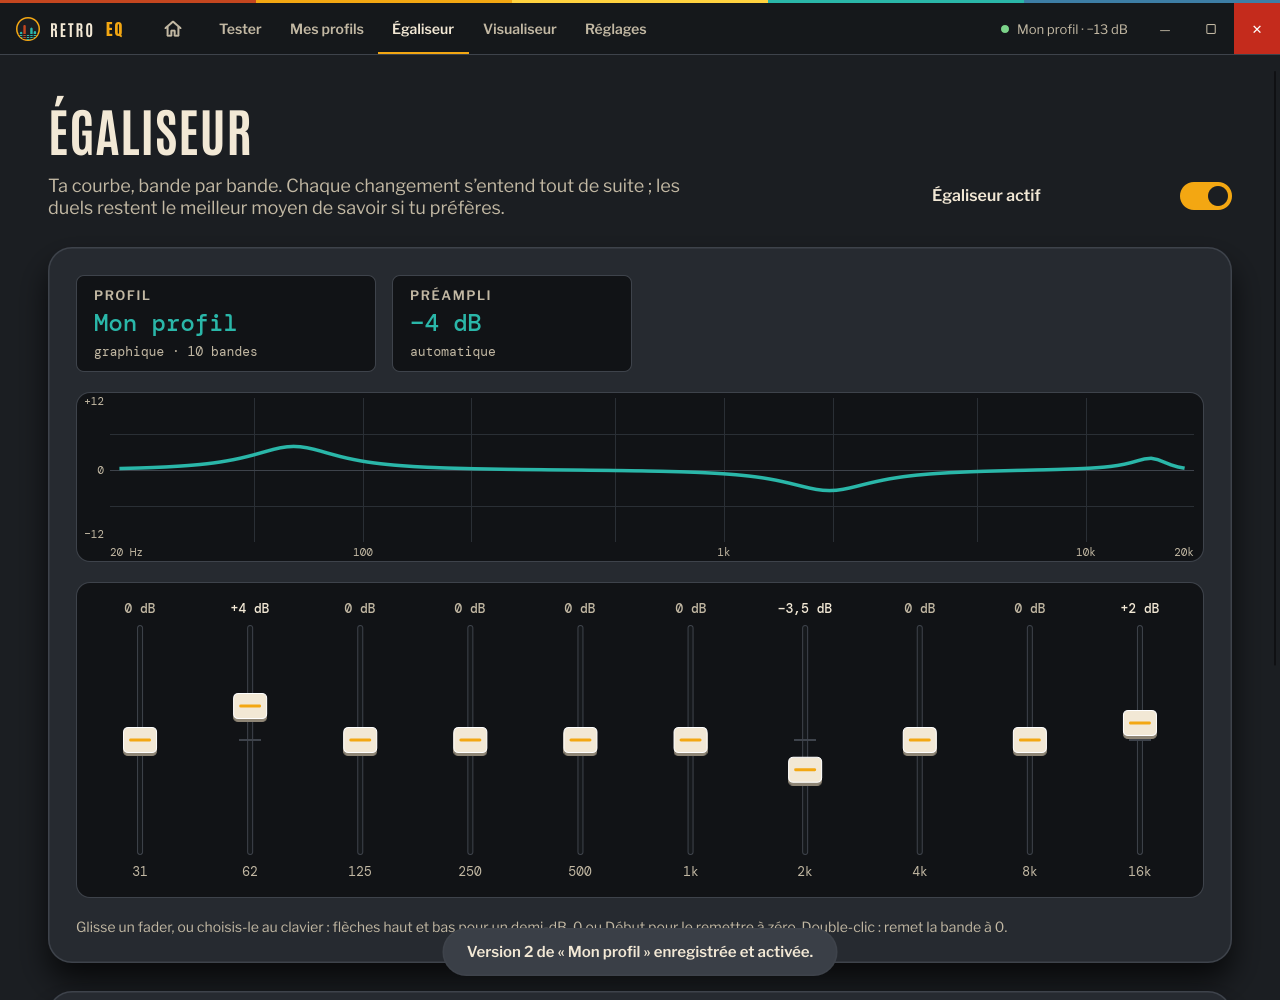 RETRO EQ
Tester
Mes profils
Égaliseur
Visualiseur
Réglages
Mon profil · −13 dB
ÉGALISEUR
Ta courbe, bande par bande. Chaque changement s’entend tout de suite ; les
duels restent le meilleur moyen de savoir si tu préfères.
Égaliseur actif
PROFIL
Mon profil
graphique · 10 bandes
PRÉAMPLI
−4 dB
automatique
+12
0
−12
20 Hz
100
1k
10k
20k
0 dB
+4 dB
0 dB
0 dB
0 dB
0 dB
−3,5 dB
0 dB
0 dB
+2 dB
31
62
125
250
500
1k
2k
4k
8k
16k
Glisse un fader, ou choisis-le au clavier : flèches haut et bas pour un demi-dB, 0 ou Début pour le remettre à zéro. Double-clic : remet la bande à 0.
Version 2 de « Mon profil » enregistrée et activée.